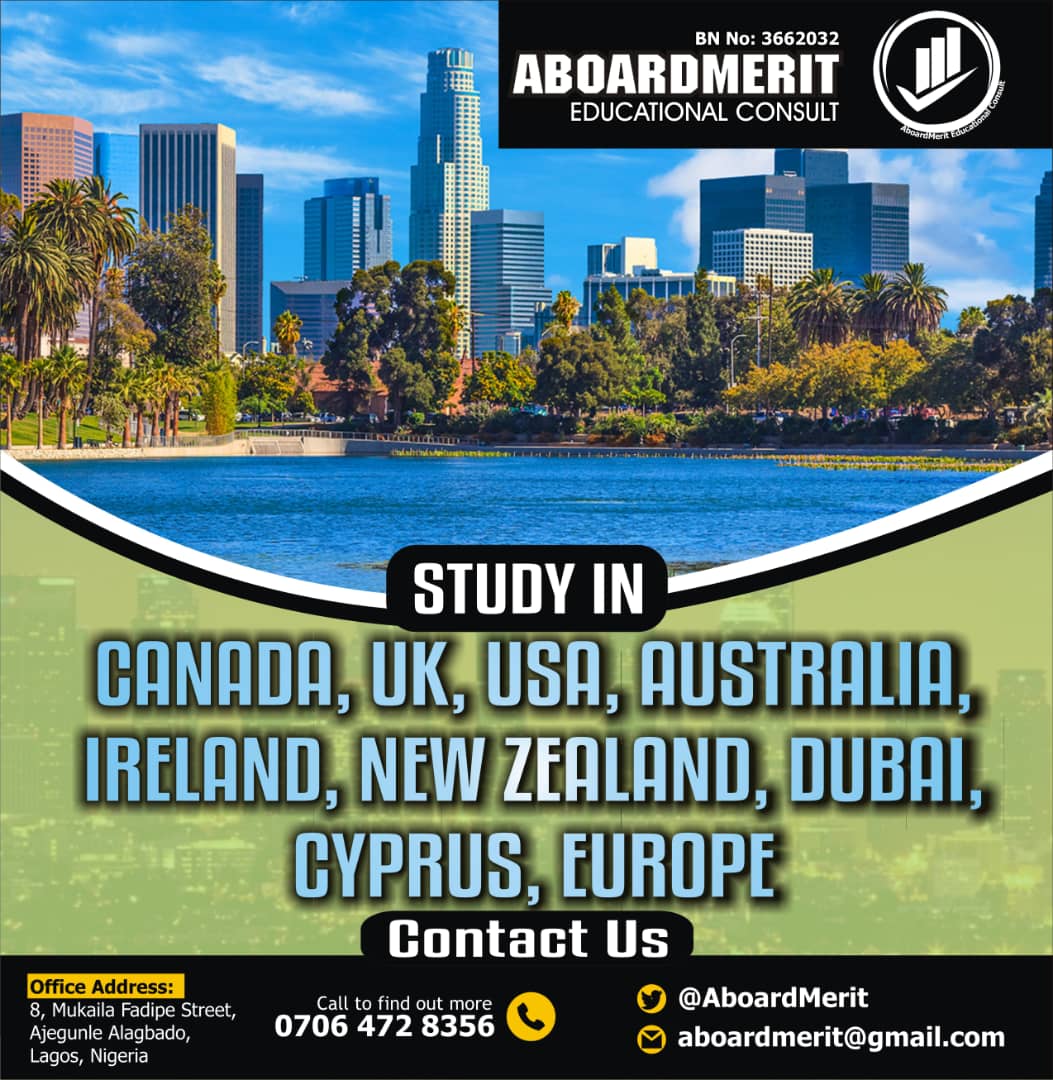 BN No: 3662032
ABOARDMERIT
EDUCATIONAL CONSULT
AboardMerit Educational Consult
STUDY IN
CANADA, UK, USA, AUSTRALIA,
IRELAND, NEW ZEALAND, DUBAI,
CYPRUS, EUROPE
Contact Us
Office Address:
8, Mukaila Fadipe Street,
Ajegunle Alagbado,
Lagos, Nigeria
Call to find out more
0706 472 8356
@AboardMerit
aboardmerit@gmail.com